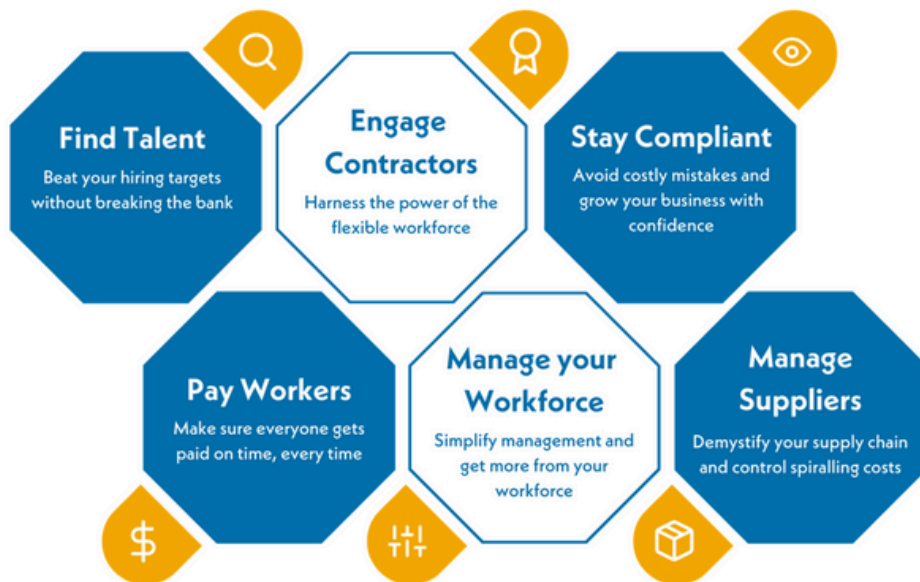 Find Talent
Beat your hiring targets
without breaking the bank
Engage
Contractors
Harness the power of the
flexible workforce
Stay Compliant
Avoid costly mistakes and
grow your business with
confidence
Pay Workers
Make sure everyone gets
paid on time, every time
Manage your
Workforce
Simplify management and
get more from your
workforce
Manage
Suppliers
Demystify your supply chain
and control spiralling costs